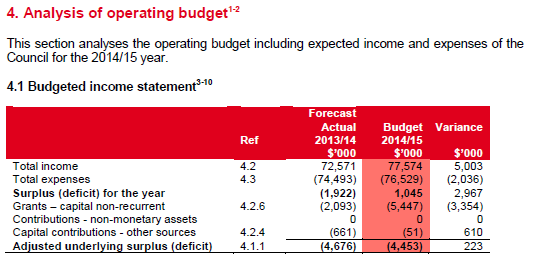 4. Analysis of operating budget1-2
This section analyses the operating budget including expected income and expenses of the
Council for the 2014/15 year.
4.1 Budgeted income statement3-10
Forecast
Actual Budget Variance
Ref 2013/14 2014/15
$'000 $'000 $'000
Total income 4.2 72,571 77,574 5,003
Total expenses 4.3 (74,493) (76,529) (2,036)
Surplus (deficit) for the year (1,922) 1,045 2,967
Grants – capital non-recurrent 4.2.6 (2,093) (5,447) (3,354)
Contributions - non-monetary assets 0 0 0
Capital contributions - other sources 4.2.4 (661) (51) 610
Adjusted underlying surplus (deficit) 4.1.1 (4,676) (4,453) 223